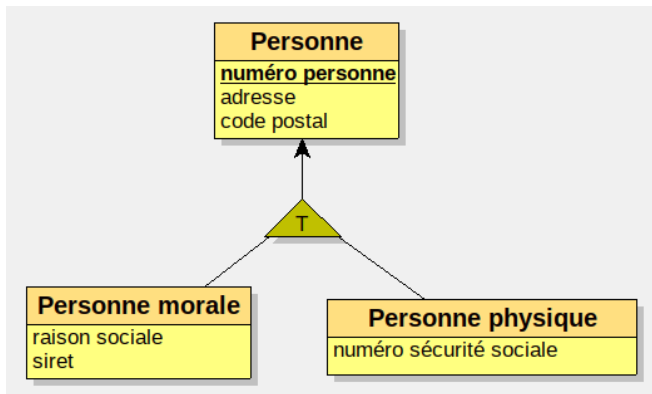 Personne
numéro personne
adresse
code postal
T
Personne morale
raison sociale
siret
Personne physique
numéro sécurité sociale